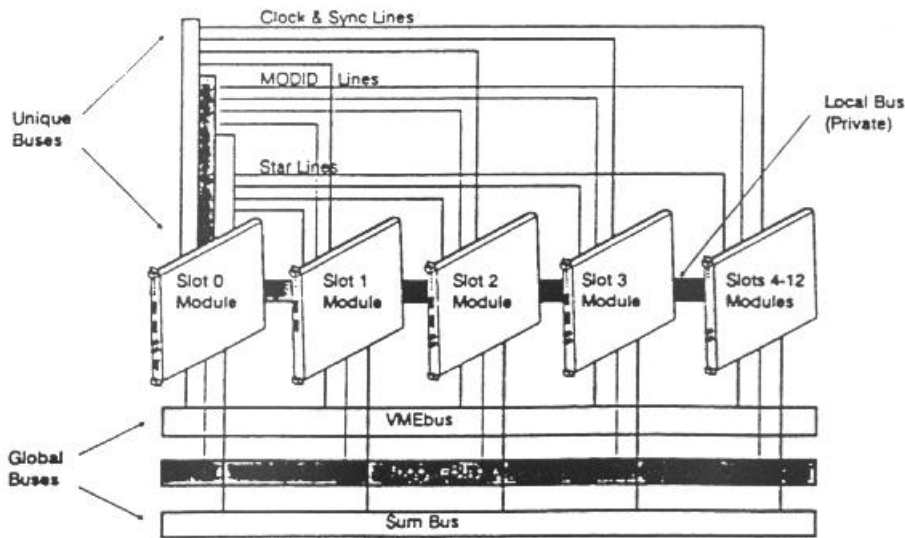 Clock & Sync Lines
MODID Lines
Unique
Buses
Local Bus
(Private)
Star Lines
Slot 0
Module
Slot 1
Module
Slot 2
Module
Slot 3
Module
Slots 4-12
Modules
VMEbus
Global
Buses
Sum Bus